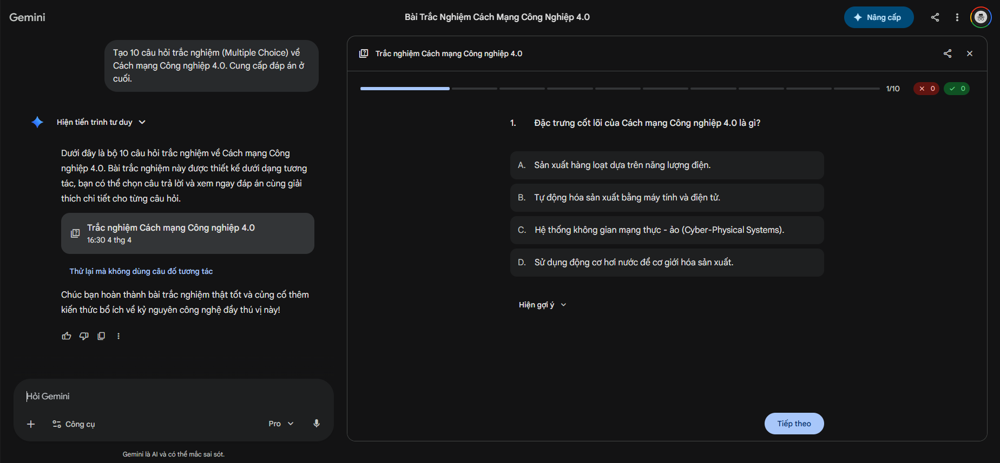 Gemini
Bài Trắc Nghiệm Cách Mạng Công Nghiệp 4.0
Nâng cấp
Tạo 10 câu hỏi trắc nghiệm (Multiple Choice) về
Cách mạng Công nghiệp 4.0. Cung cấp đáp án ở
cuối.
Hiện tiến trình tư duy
Dưới đây là bộ 10 câu hỏi trắc nghiệm về Cách mạng Công
nghiệp 4.0. Bài trắc nghiệm này được thiết kế dưới dạng tương
tác, bạn có thể chọn câu trả lời và xem ngay đáp án cùng giải
thích chi tiết cho từng câu hỏi.
Trắc nghiệm Cách mạng Công nghiệp 4.0
16:30 4 thg 4
Thử lại mà không dùng câu đố tương tác
Chúc bạn hoàn thành bài trắc nghiệm thật tốt và củng cố thêm
kiến thức bổ ích về kỷ nguyên công nghệ đầy thú vị này!
Hỏi Gemini
Công cụ
Pro
Gemini là AI và có thể mắc sai sót.
Trắc nghiệm Cách mạng Công nghiệp 4.0
1/10
0
0
1. Đặc trưng cốt lõi của Cách mạng Công nghiệp 4.0 là gì?
A. Sản xuất hàng loạt dựa trên năng lượng điện.
B. Tự động hóa sản xuất bằng máy tính và điện tử.
C. Hệ thống không gian mạng thực - ảo (Cyber-Physical Systems).
D. Sử dụng động cơ hơi nước để cơ giới hóa sản xuất.
Hiện gợi ý
Tiếp theo